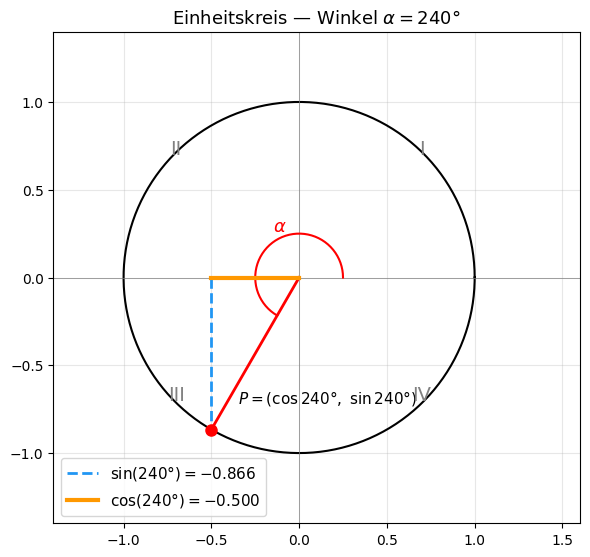 Einheitskreis — Winkel α = 240°
1.0
II
I
0.5
α
0.0
−0.5
III
P = (cos 240°, sin 240°)
IV
−1.0
sin(240°) = −0.866
cos(240°) = −0.500
−1.0
−0.5
0.0
0.5
1.0
1.5